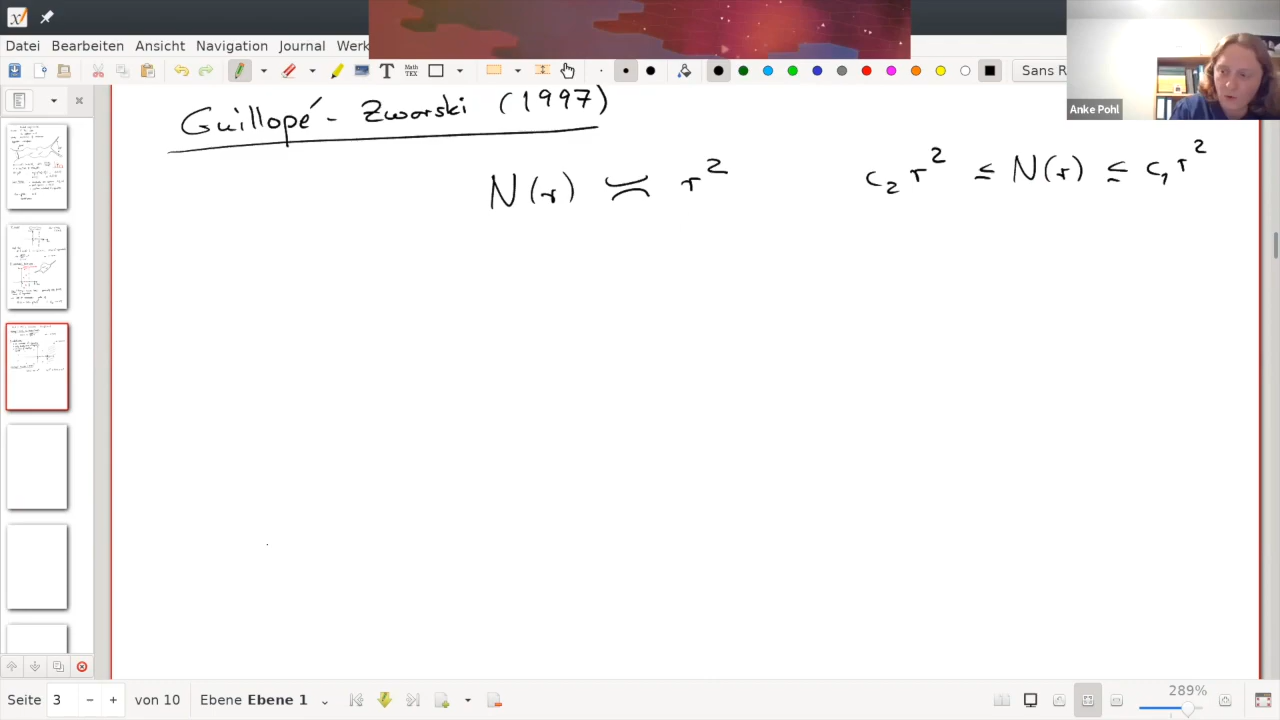 Datei Bearbeiten Ansicht Navigation Journal Werk
Sans R
Anke Pohl
Guillopé - Zworski (1997)
N(r) ≍ r² c₂ r² ≤ N(r) ≤ c₁ r²
Seite 3 von 10 Ebene Ebene 1 289%